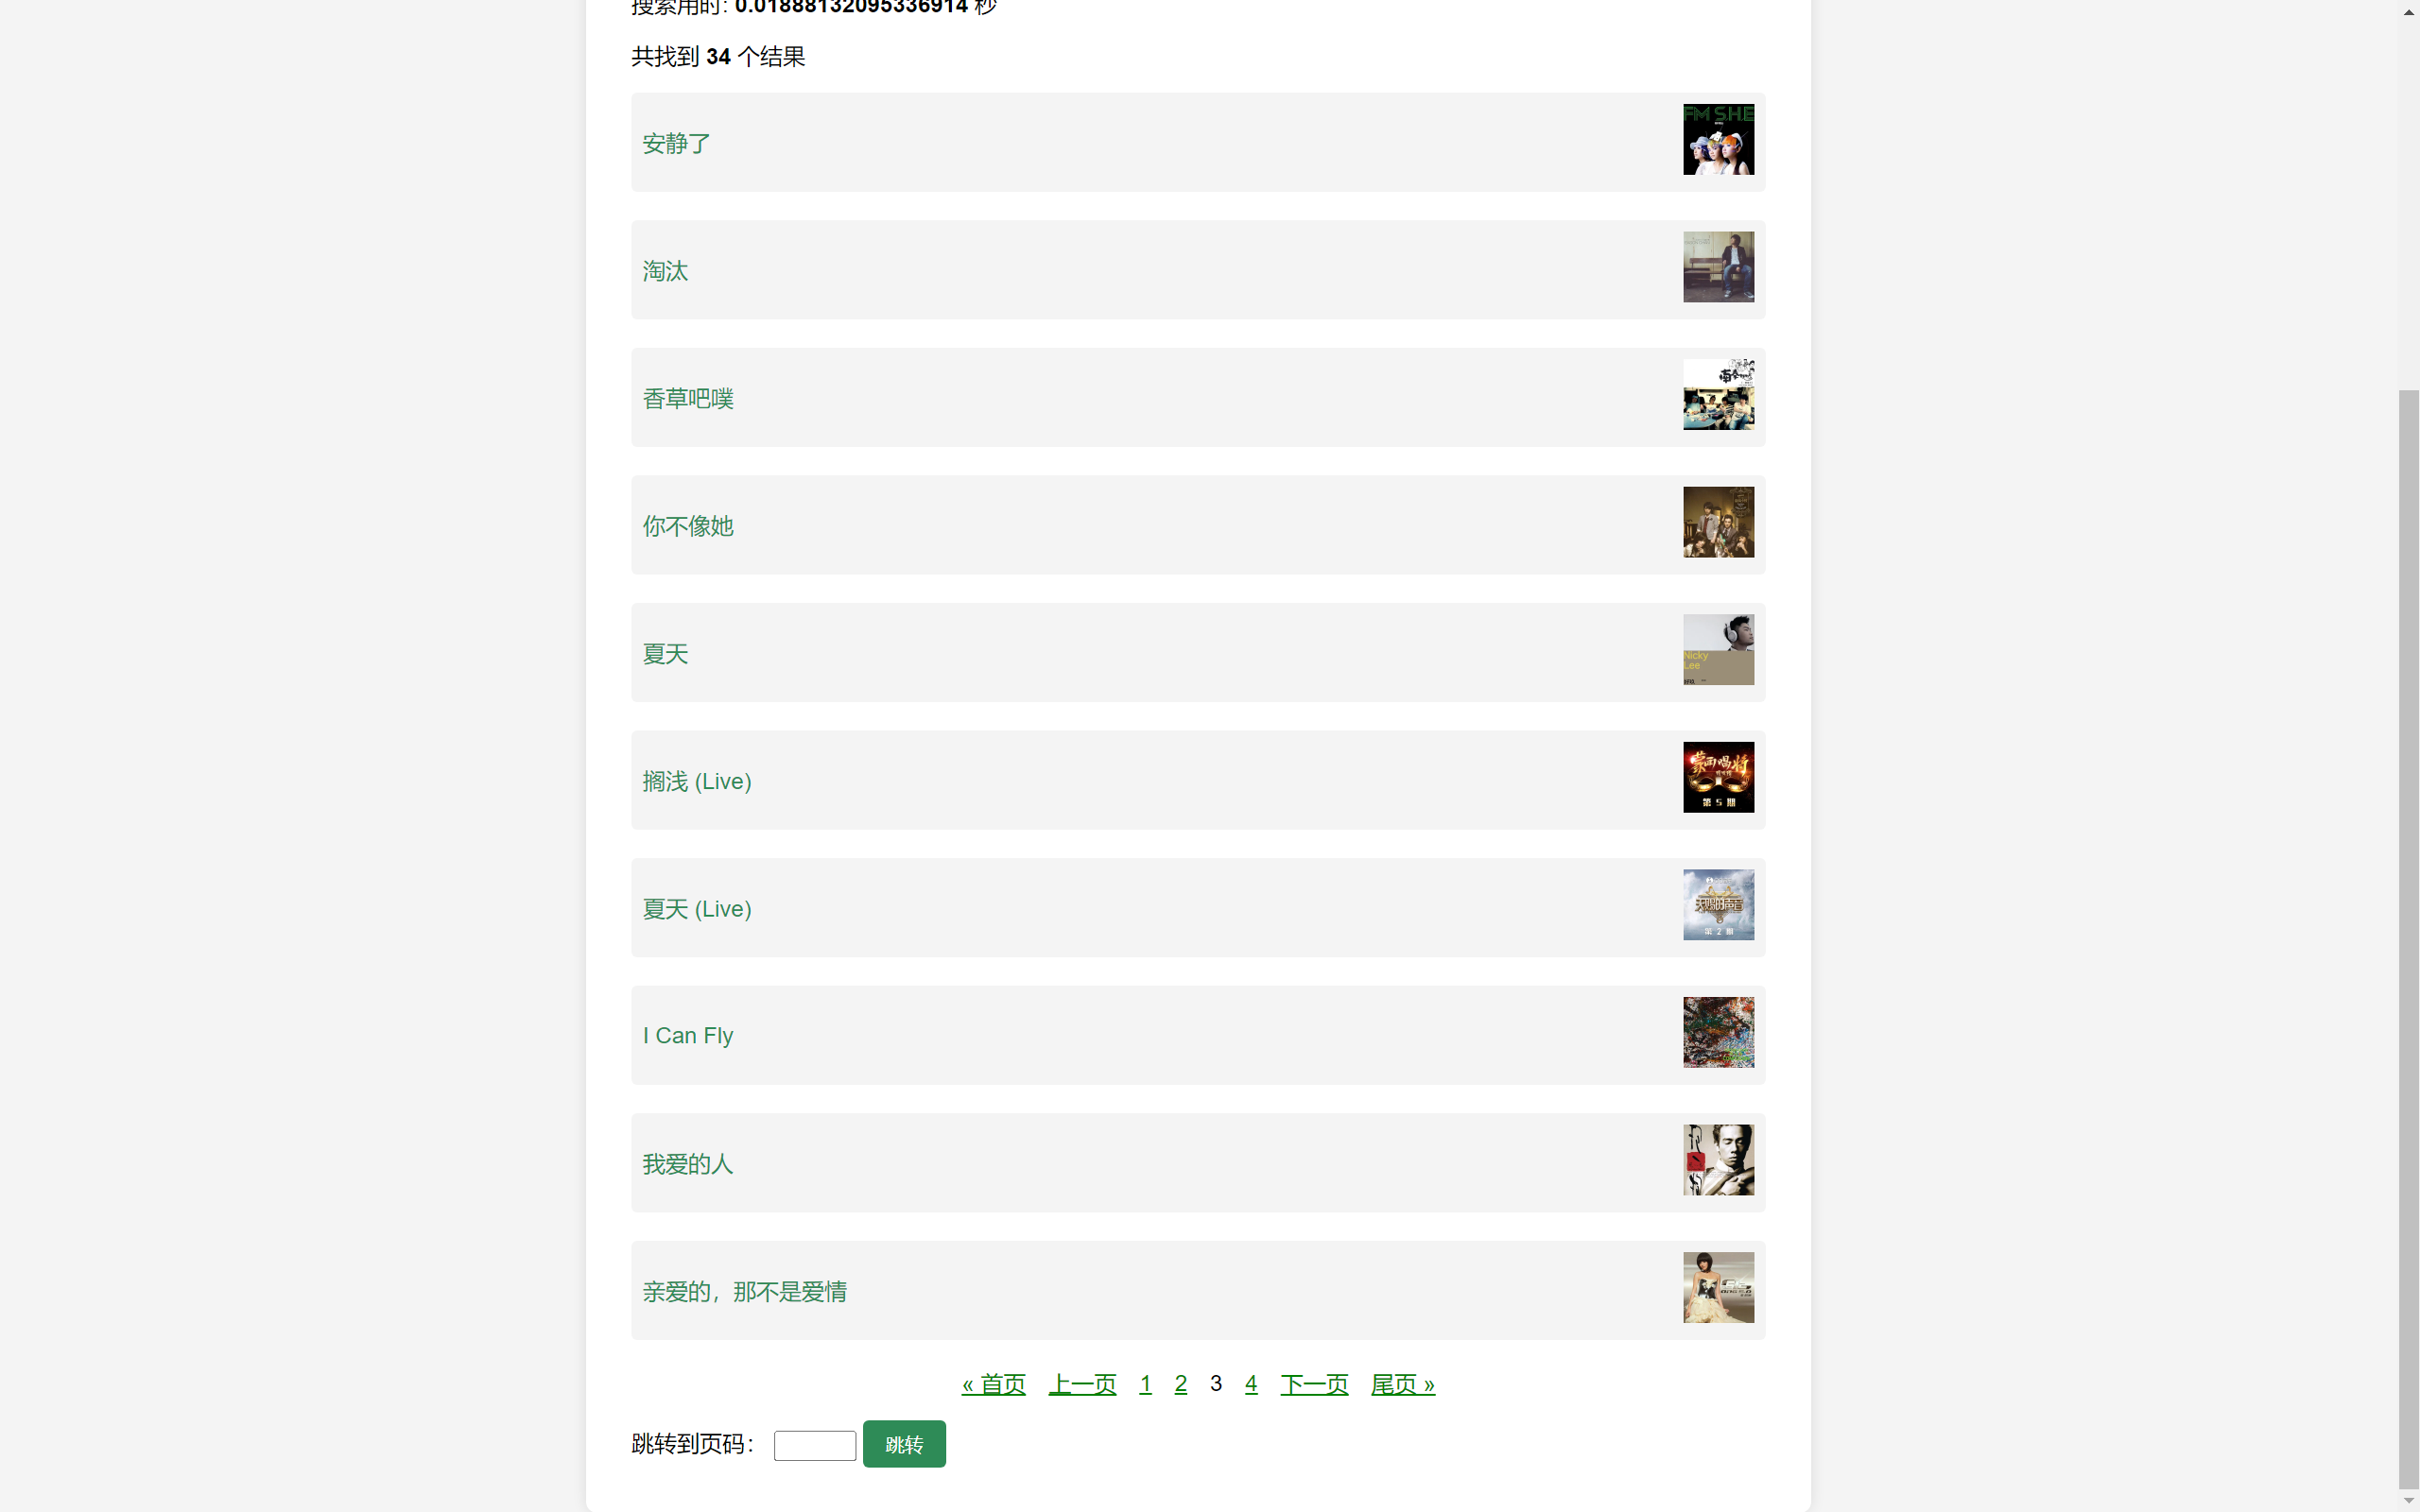 搜索用时: 0.01888132095336914 秒
共找到 34 个结果
安静了
FM S.H.E
淘汰
香草吧噗
你不像她
夏天
Nicky
Lee
搁浅 (Live)
蒙面唱将
第 5 期
夏天 (Live)
天赐的声音
第 2 期
I Can Fly
我爱的人
亲爱的，那不是爱情
« 首页 上一页 1 2 3 4 下一页 尾页 »
跳转到页码： 跳转